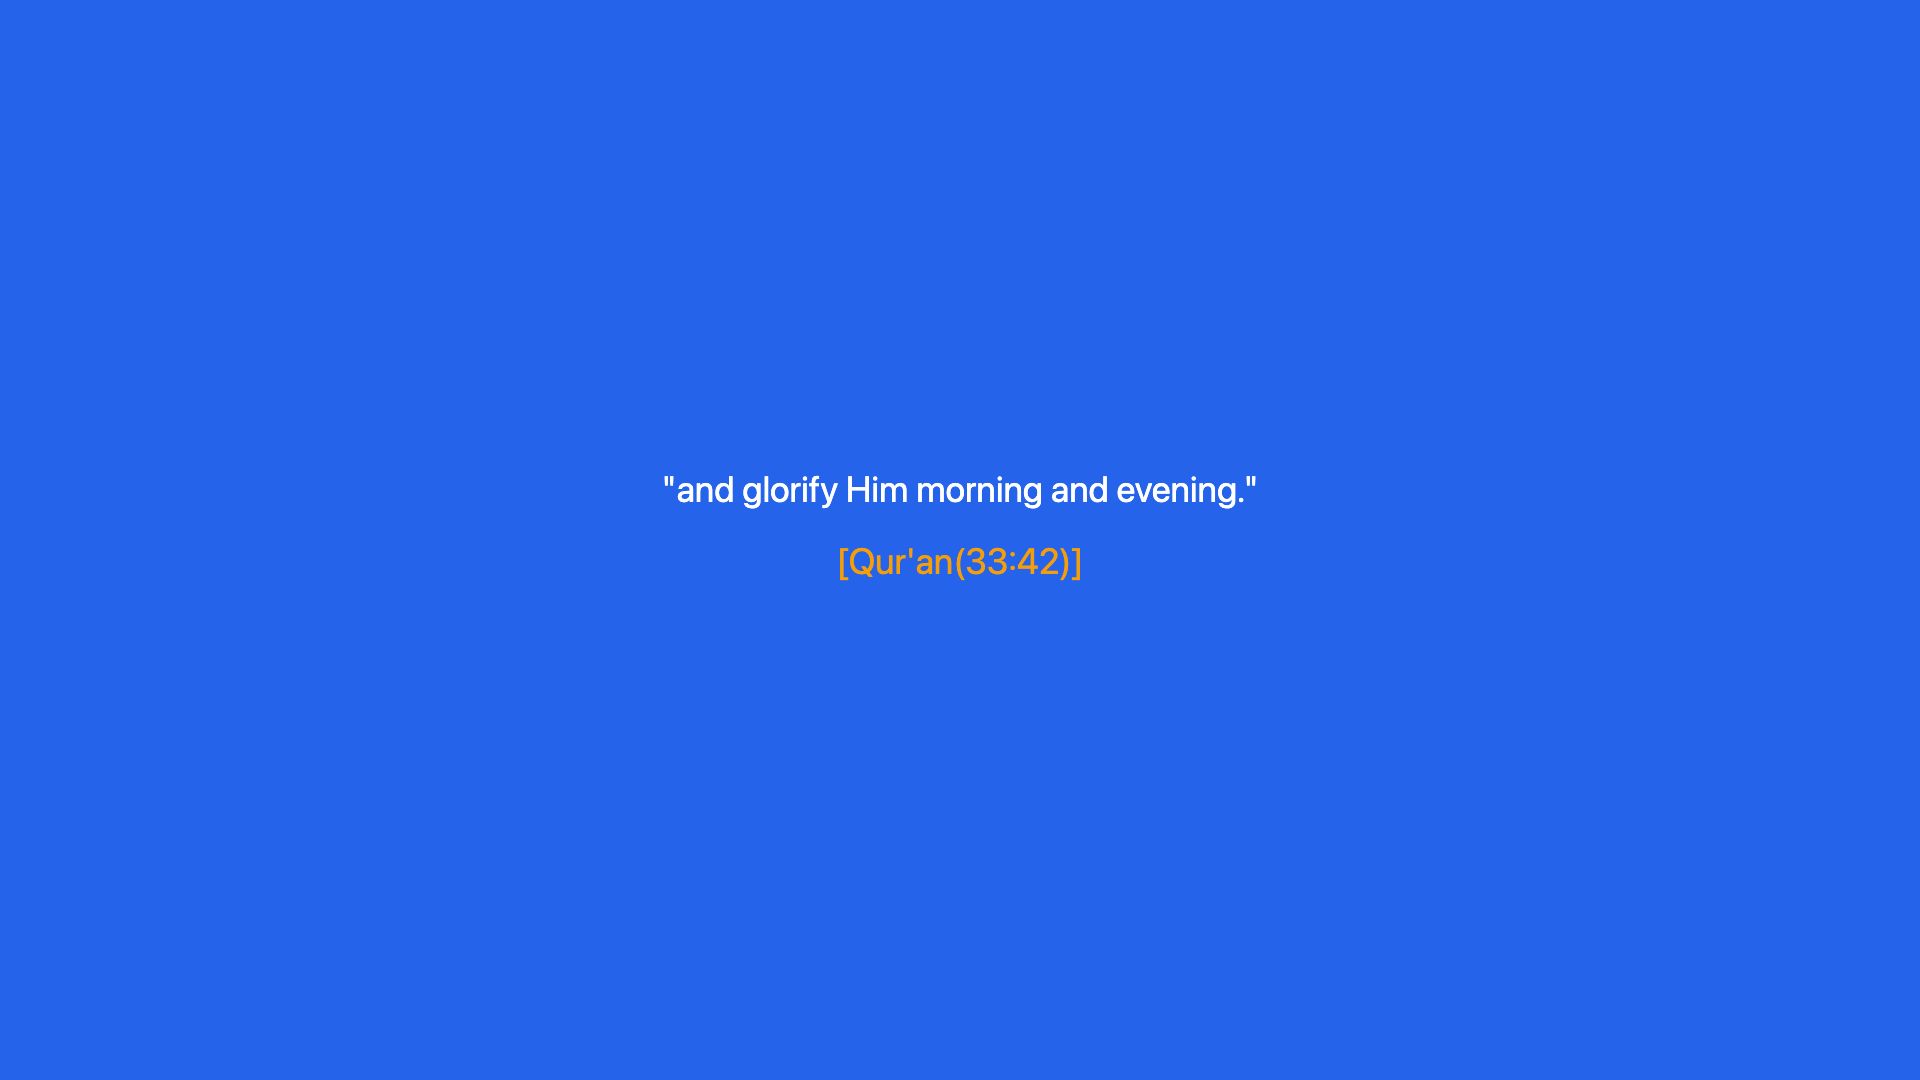 "and glorify Him morning and evening."
[Qur'an(33:42)]